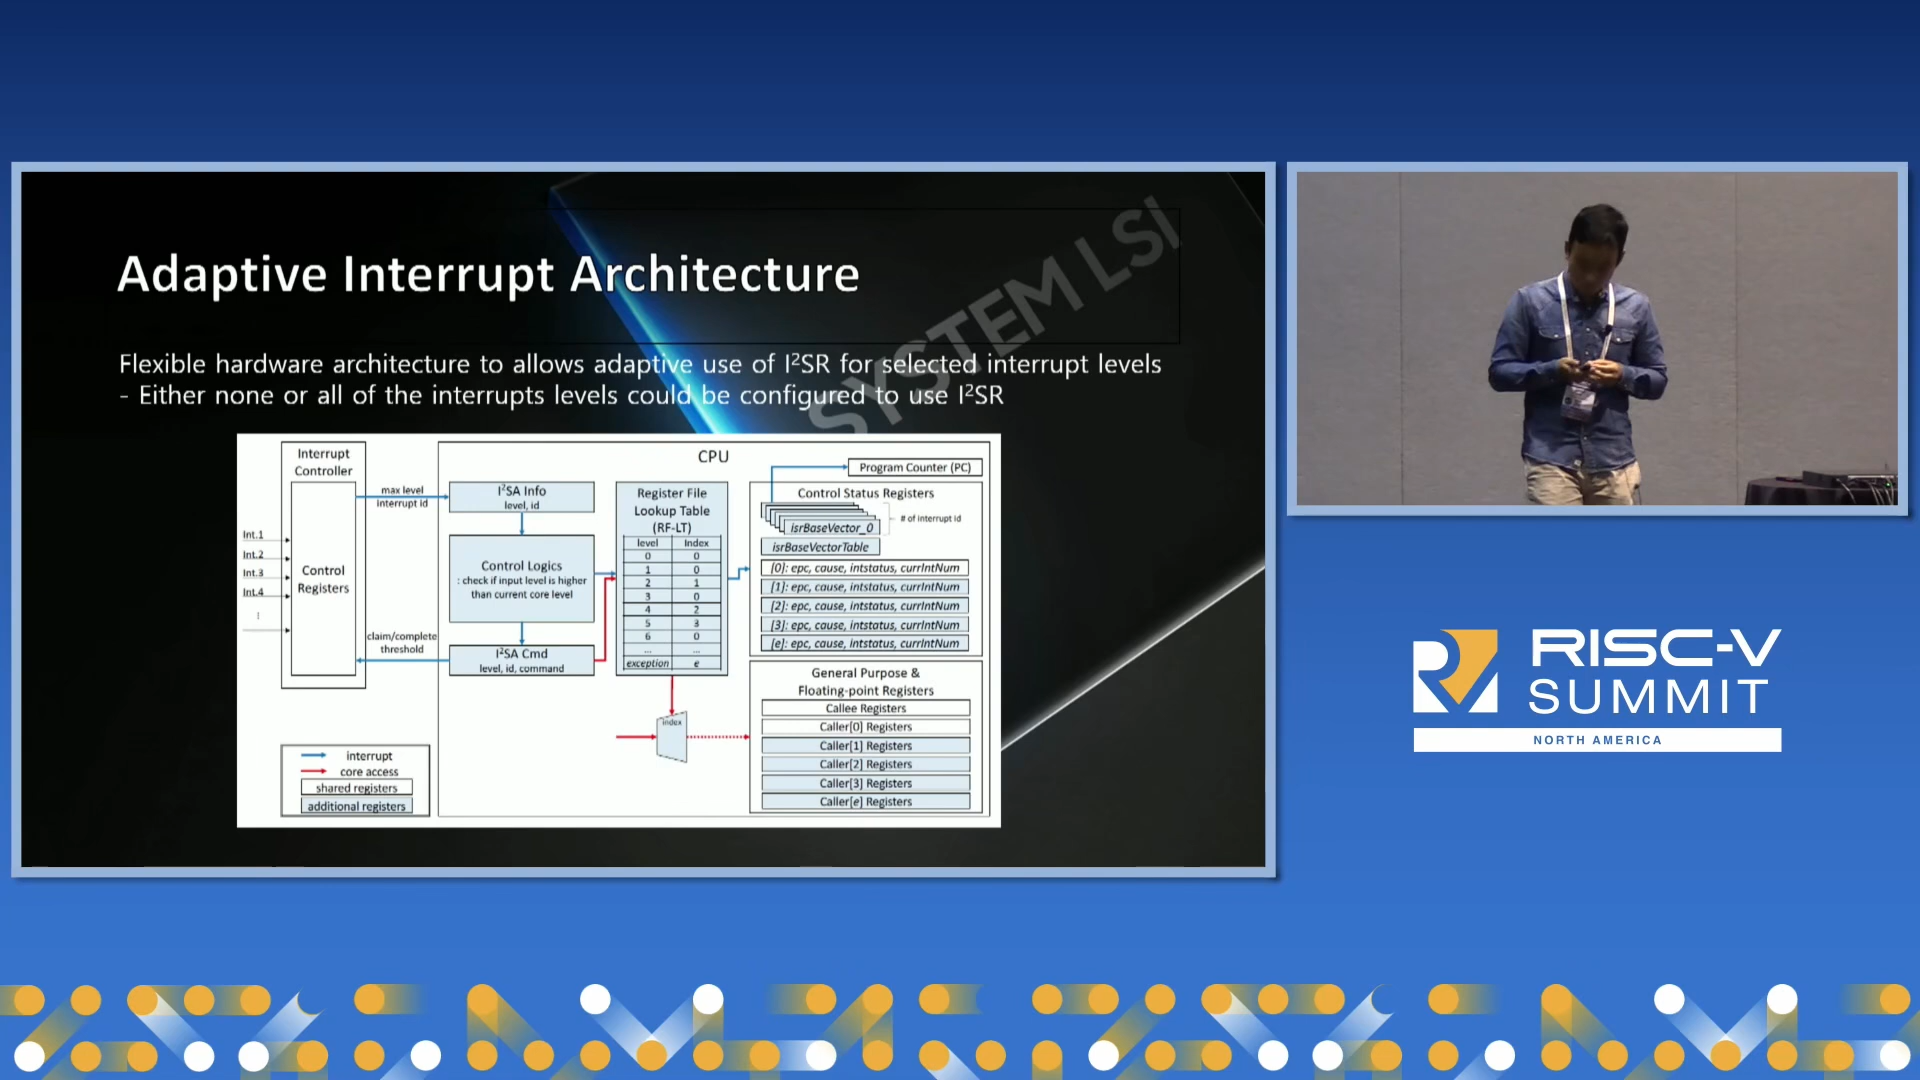 Adaptive Interrupt Architecture
SYSTEM LSI
Flexible hardware architecture to allows adaptive use of I²SR for selected interrupt levels
- Either none or all of the interrupts levels could be configured to use I²SR
Interrupt
Controller
Control
Registers
Int.1
Int.2
Int.3
Int.4
max level
interrupt id
claim/complete
threshold
CPU
I²SA Info
level, id
Control Logics
: check if input level is higher
than current core level
I²SA Cmd
level, id, command
Register File
Lookup Table
(RF-LT)
level Index
0 0
1 0
2 1
3 0
4 2
5 3
6 0
... ...
exception e
index
Program Counter (PC)
Control Status Registers
isrBaseVector_0
# of interrupt id
isrBaseVectorTable
[0]: epc, cause, intstatus, currIntNum
[1]: epc, cause, intstatus, currIntNum
[2]: epc, cause, intstatus, currIntNum
[3]: epc, cause, intstatus, currIntNum
[e]: epc, cause, intstatus, currIntNum
General Purpose &
Floating-point Registers
Callee Registers
Caller[0] Registers
Caller[1] Registers
Caller[2] Registers
Caller[3] Registers
Caller[e] Registers
interrupt
core access
shared registers
additional registers
RISC-V
SUMMIT
NORTH AMERICA